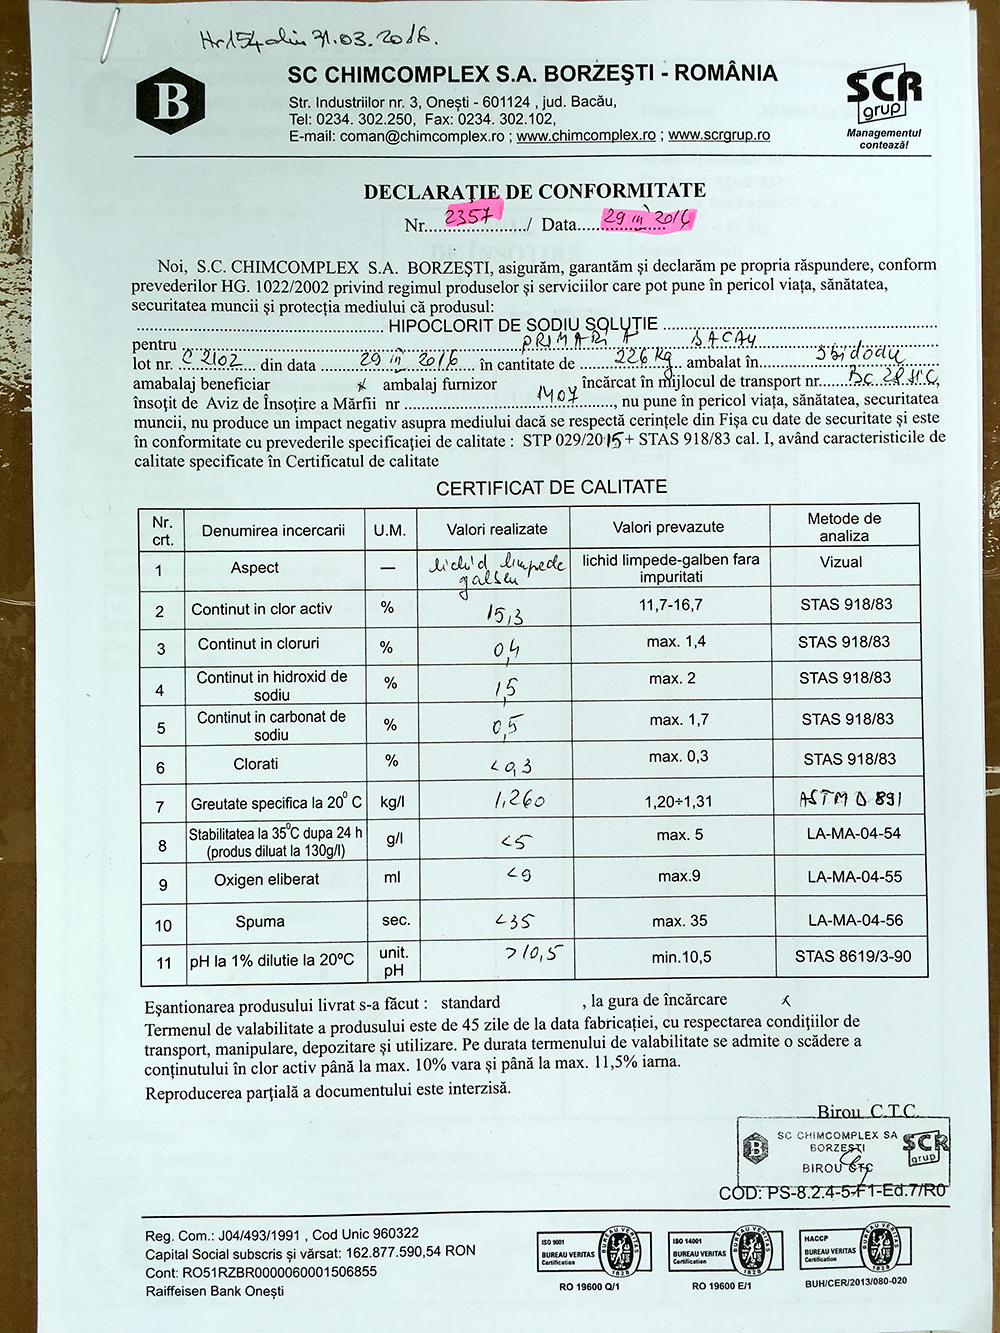 Nr 154 din 31.03.2016.
SC CHIMCOMPLEX S.A. BORZEŞTI - ROMÂNIA
Str. Industriilor nr. 3, Oneşti - 601124 , jud. Bacău,
Tel: 0234. 302.250, Fax: 0234. 302.102,
E-mail: coman@chimcomplex.ro ; www.chimcomplex.ro ; www.scrgrup.ro
B
SCR
grup
Managementul
contează!
DECLARAŢIE DE CONFORMITATE
Nr. 2357 / Data 29 III 2016
Noi, S.C. CHIMCOMPLEX S.A. BORZEŞTI, asigurăm, garantăm şi declarăm pe propria răspundere, conform
prevederilor HG. 1022/2002 privind regimul produselor şi serviciilor care pot pune în pericol viaţa, sănătatea,
securitatea muncii şi protecţia mediului că produsul:
HIPOCLORIT DE SODIU SOLUŢIE
pentru PRIMARIA BACAU
lot nr. C2102 din data 29 III 2016 în cantitate de 226 kg ambalat în
amabalaj beneficiar x ambalaj furnizor încărcat în mijlocul de transport nr. BC 28 SIC,
însoţit de Aviz de Însoţire a Mărfii nr M07, nu pune în pericol viaţa, sănătatea, securitatea
muncii, nu produce un impact negativ asupra mediului dacă se respectă cerinţele din Fişa cu date de securitate şi este
în conformitate cu prevederile specificaţiei de calitate : STP 029/2015+ STAS 918/83 cal. I, având caracteristicile de
calitate specificate în Certificatul de calitate
CERTIFICAT DE CALITATE
Nr. crt. Denumirea incercarii U.M. Valori realizate Valori prevazute Metode de analiza
1 Aspect — lichid limpede galben lichid limpede-galben fara impuritati Vizual
2 Continut in clor activ % 15,3 11,7-16,7 STAS 918/83
3 Continut in cloruri % 0,4 max. 1,4 STAS 918/83
4 Continut in hidroxid de sodiu % 1,5 max. 2 STAS 918/83
5 Continut in carbonat de sodiu % 0,5 max. 1,7 STAS 918/83
6 Clorati % <0,3 max. 0,3 STAS 918/83
7 Greutate specifica la 20⁰ C kg/l 1,260 1,20÷1,31 ASTM D 891
8 Stabilitatea la 35⁰C dupa 24 h (produs diluat la 130g/l) g/l <5 max. 5 LA-MA-04-54
9 Oxigen eliberat ml <9 max.9 LA-MA-04-55
10 Spuma sec. <35 max. 35 LA-MA-04-56
11 pH la 1% dilutie la 20ºC unit. pH >10,5 min.10,5 STAS 8619/3-90
Eşantionarea produsului livrat s-a făcut : standard , la gura de încărcare x
Termenul de valabilitate a produsului este de 45 zile de la data fabricaţiei, cu respectarea condiţiilor de
transport, manipulare, depozitare şi utilizare. Pe durata termenului de valabilitate se admite o scădere a
conţinutului în clor activ până la max. 10% vara şi până la max. 11,5% iarna.
Reproducerea parţială a documentului este interzisă.
Birou C.T.C.
SC CHIMCOMPLEX SA
BORZEŞTI
BIROU CTC
B
SCR
grup
COD: PS-8.2.4-5-F1-Ed.7/R0
Reg. Com.: J04/493/1991 , Cod Unic 960322
Capital Social subscris şi vărsat: 162.877.590,54 RON
Cont: RO51RZBR0000060001506855
Raiffeisen Bank Oneşti
ISO 9001
BUREAU VERITAS
Certification
BUREAU VERITAS
1828
RO 19600 Q/1
ISO 14001
BUREAU VERITAS
Certification
BUREAU VERITAS
1828
RO 19600 E/1
HACCP
BUREAU VERITAS
Certification
BUREAU VERITAS
1828
BUH/CER/2013/080-020